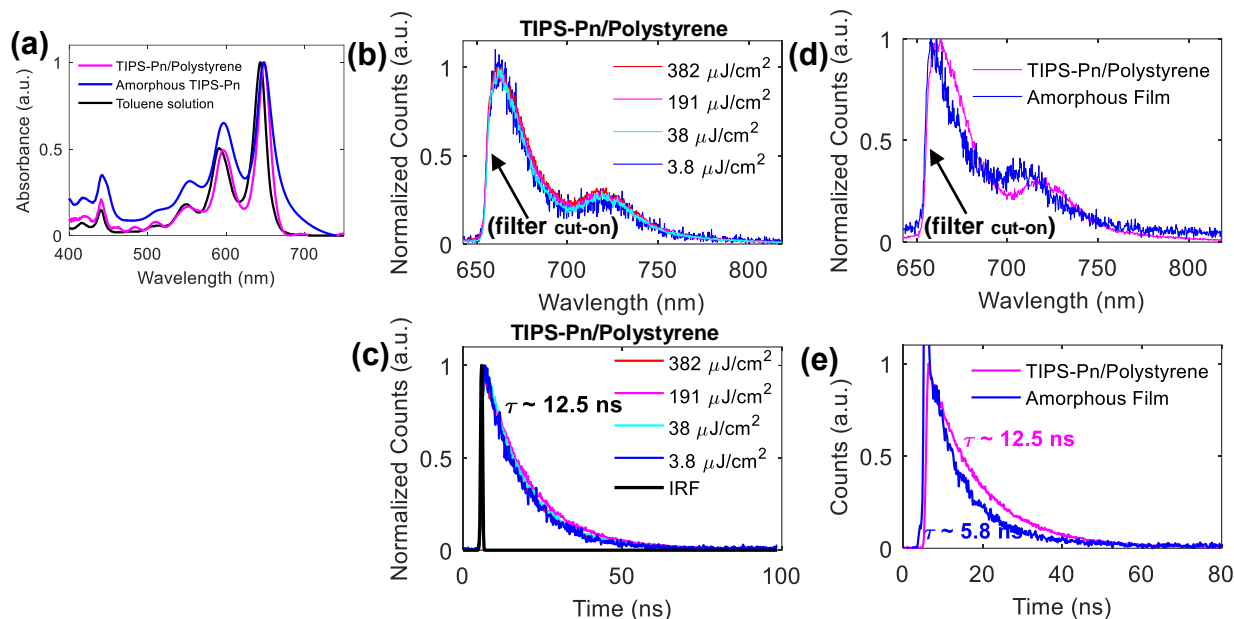 (a)
Absorbance (a.u.)
1
0.5
0
400
500
600
700
Wavelength (nm)
TIPS-Pn/Polystyrene
Amorphous TIPS-Pn
Toluene solution
(b)
TIPS-Pn/Polystyrene
Normalized Counts (a.u.)
1
0.5
0
650
700
750
800
Wavlength (nm)
382 μJ/cm²
191 μJ/cm²
38 μJ/cm²
3.8 μJ/cm²
(filter cut-on)
(d)
Normalized Counts (a.u.)
1
0.5
0
650
700
750
800
Wavlength (nm)
TIPS-Pn/Polystyrene
Amorphous Film
(filter cut-on)
(c)
TIPS-Pn/Polystyrene
Normalized Counts (a.u.)
1
0.5
0
0
50
100
Time (ns)
382 μJ/cm²
191 μJ/cm²
38 μJ/cm²
3.8 μJ/cm²
IRF
τ ~ 12.5 ns
(e)
Counts (a.u.)
1
0.5
0
0
20
40
60
80
Time (ns)
TIPS-Pn/Polystyrene
Amorphous Film
τ ~ 12.5 ns
τ ~ 5.8 ns